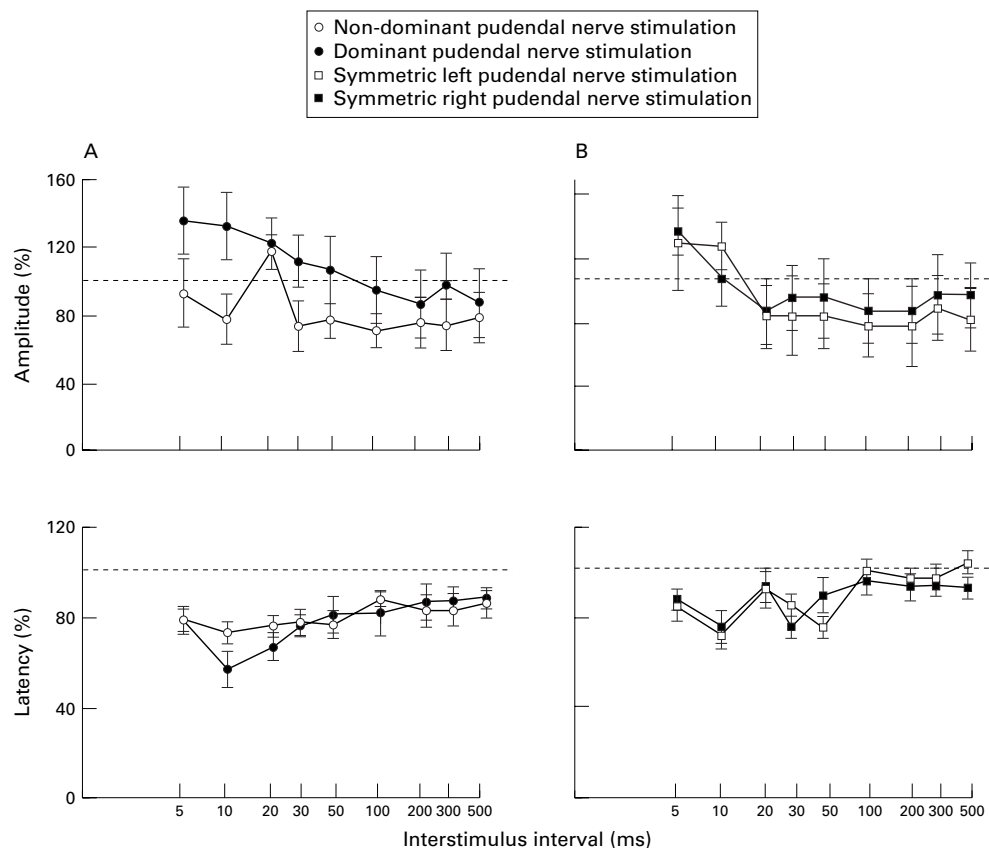 Non-dominant pudendal nerve stimulation
Dominant pudendal nerve stimulation
Symmetric left pudendal nerve stimulation
Symmetric right pudendal nerve stimulation
A
B
160
120
80
40
0
Amplitude (%)
120
80
40
0
Latency (%)
5 10 20 30 50 100 200 300 500
5 10 20 30 50 100 200 300 500
Interstimulus interval (ms)